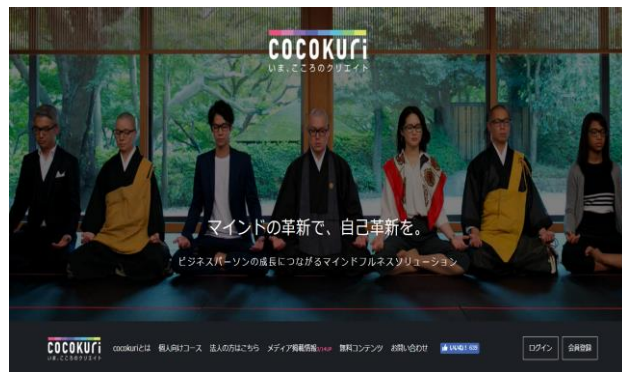 cocokuri
いま、こころのクリエイト
マインドの革新で、自己革新を。
ビジネスパーソンの成長につながるマインドフルネスソリューション
cocokuri
いま、こころのクリエイト
cocokuriとは 個人向けコース 法人の方はこちら メディア掲載情報 無料コンテンツ お問い合わせ いいね! ログイン 会員登録